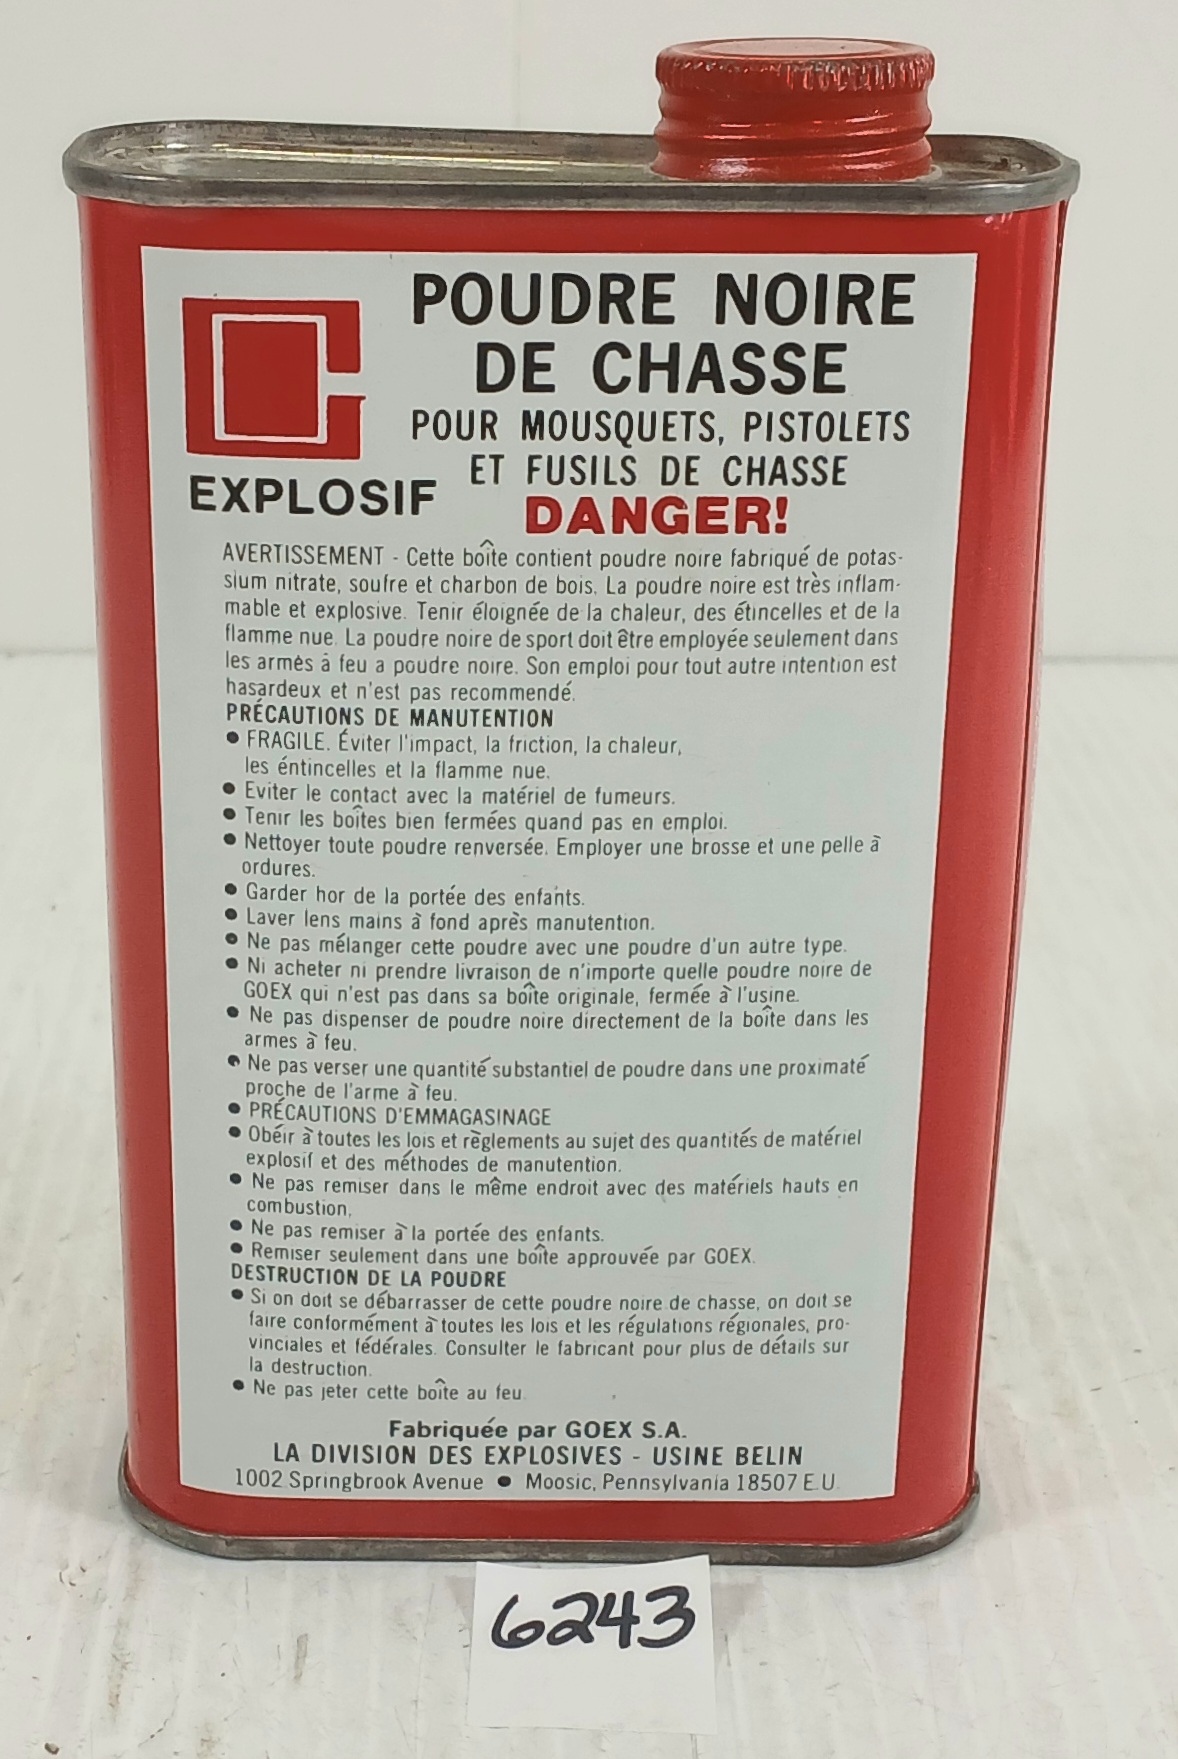 POUDRE NOIRE
DE CHASSE
POUR MOUSQUETS, PISTOLETS
ET FUSILS DE CHASSE
EXPLOSIF
DANGER!
AVERTISSEMENT - Cette boîte contient poudre noire fabriqué de potas-
sium nitrate, soufre et charbon de bois. La poudre noire est très inflam-
mable et explosive. Tenir éloignée de la chaleur, des étincelles et de la
flamme nue. La poudre noire de sport doit être employée seulement dans
les armès à feu a poudre noire. Son emploi pour tout autre intention est
hasardeux et n'est pas recommendé.
PRÉCAUTIONS DE MANUTENTION
● FRAGILE. Éviter l'impact, la friction, la chaleur,
les éntincelles et la flamme nue.
● Eviter le contact avec la matériel de fumeurs.
● Tenir les boîtes bien fermées quand pas en emploi.
● Nettoyer toute poudre renversée. Employer une brosse et une pelle à
ordures.
● Garder hor de la portée des enfants.
● Laver lens mains à fond après manutention.
● Ne pas mélanger cette poudre avec une poudre d'un autre type.
● Ni acheter ni prendre livraison de n'importe quelle poudre noire de
GOEX qui n'est pas dans sa boîte originale, fermée à l'usine.
● Ne pas dispenser de poudre noire directement de la boîte dans les
armes à feu.
● Ne pas verser une quantité substantiel de poudre dans une proximaté
proche de l'arme à feu.
● PRÉCAUTIONS D'EMMAGASINAGE
● Obéir à toutes les lois et règlements au sujet des quantités de matériel
explosif et des méthodes de manutention.
● Ne pas remiser dans le même endroit avec des matériels hauts en
combustion.
● Ne pas remiser à la portée des enfants.
● Remiser seulement dans une boîte approuvée par GOEX.
DESTRUCTION DE LA POUDRE
● Si on doit se débarrasser de cette poudre noire de chasse, on doit se
faire conformément à toutes les lois et les régulations régionales, pro-
vinciales et fédérales. Consulter le fabricant pour plus de détails sur
la destruction.
● Ne pas jeter cette boîte au feu.
Fabriquée par GOEX S.A.
LA DIVISION DES EXPLOSIVES - USINE BELIN
1002 Springbrook Avenue ● Moosic, Pennsylvania 18507 E.U.
6243